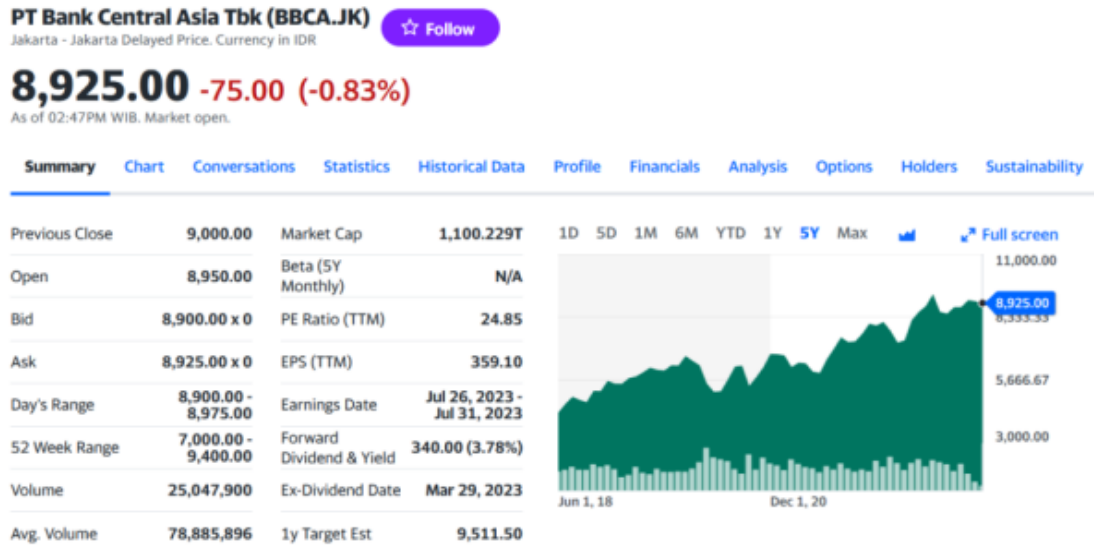 PT Bank Central Asia Tbk (BBCA.JK)
Follow
Jakarta - Jakarta Delayed Price. Currency in IDR
8,925.00 -75.00 (-0.83%)
As of 02:47PM WIB. Market open.
Summary Chart Conversations Statistics Historical Data Profile Financials Analysis Options Holders Sustainability
Previous Close 9,000.00
Open 8,950.00
Bid 8,900.00 x 0
Ask 8,925.00 x 0
Day's Range 8,900.00 -
8,975.00
52 Week Range 7,000.00 -
9,400.00
Volume 25,047,900
Avg. Volume 78,885,896
Market Cap 1,100.229T
Beta (5Y
Monthly) N/A
PE Ratio (TTM) 24.85
EPS (TTM) 359.10
Earnings Date Jul 26, 2023 -
Jul 31, 2023
Forward
Dividend & Yield 340.00 (3.78%)
Ex-Dividend Date Mar 29, 2023
1y Target Est 9,511.50
1D 5D 1M 6M YTD 1Y 5Y Max Full screen
11,000.00
8,925.00
8,333.33
5,666.67
3,000.00
Jun 1, 18 Dec 1, 20